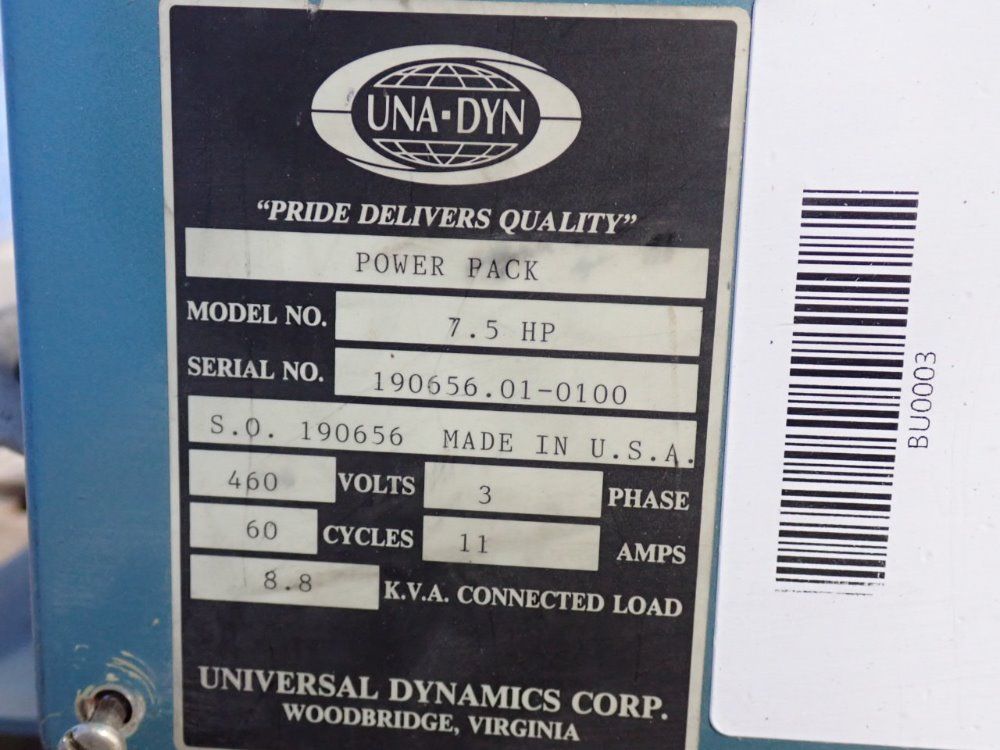 UNA-DYN
"PRIDE DELIVERS QUALITY"
POWER PACK
MODEL NO. 7.5 HP
SERIAL NO. 190656.01-0100
S.O. 190656 MADE IN U.S.A.
460 VOLTS 3 PHASE
60 CYCLES 11 AMPS
8.8 K.V.A. CONNECTED LOAD
UNIVERSAL DYNAMICS CORP.
WOODBRIDGE, VIRGINIA
BU0003